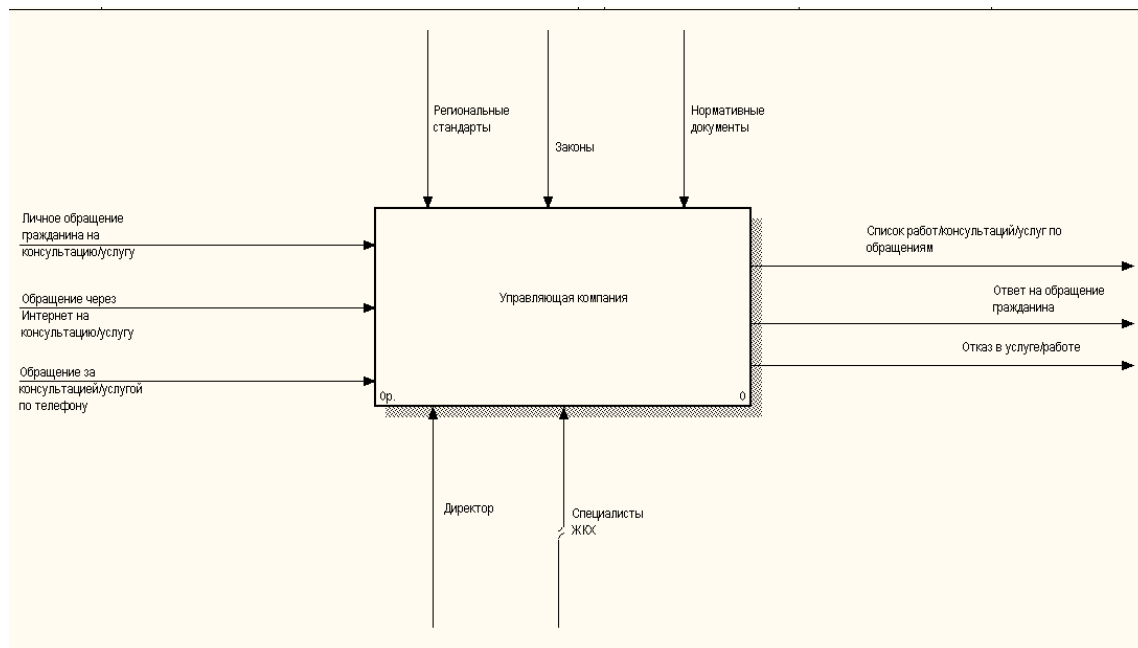 Региональные
стандарты
Законы
Нормативные
документы
Личное обращение
гражданина на
консультацию/услугу
Обращение через
Интернет на
консультацию/услугу
Обращение за
консультацией/услугой
по телефону
Управляющая компания
0р.
0
Список работ/консультаций/услуг по
обращениям
Ответ на обращение
гражданина
Отказ в услуге/работе
Директор
Специалисты
ЖКХ